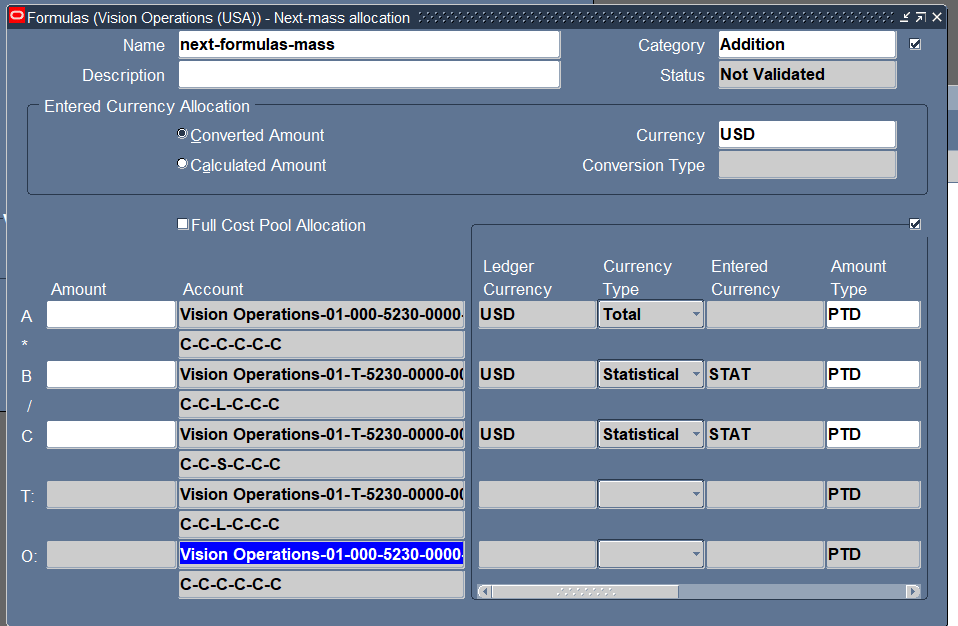 Formulas (Vision Operations (USA)) - Next-mass allocation
Name next-formulas-mass Category Addition
Description Status Not Validated
Entered Currency Allocation
Converted Amount Currency USD
Calculated Amount Conversion Type
Full Cost Pool Allocation
Ledger Currency Entered Amount
Amount Account Currency Type Currency Type
A Vision Operations-01-000-5230-0000- USD Total PTD
* C-C-C-C-C-C
B Vision Operations-01-T-5230-0000-00 USD Statistical STAT PTD
/ C-C-L-C-C-C
C Vision Operations-01-T-5230-0000-00 USD Statistical STAT PTD
C-C-S-C-C-C
T: Vision Operations-01-T-5230-0000-00 PTD
C-C-L-C-C-C
O: Vision Operations-01-000-5230-0000- PTD
C-C-C-C-C-C